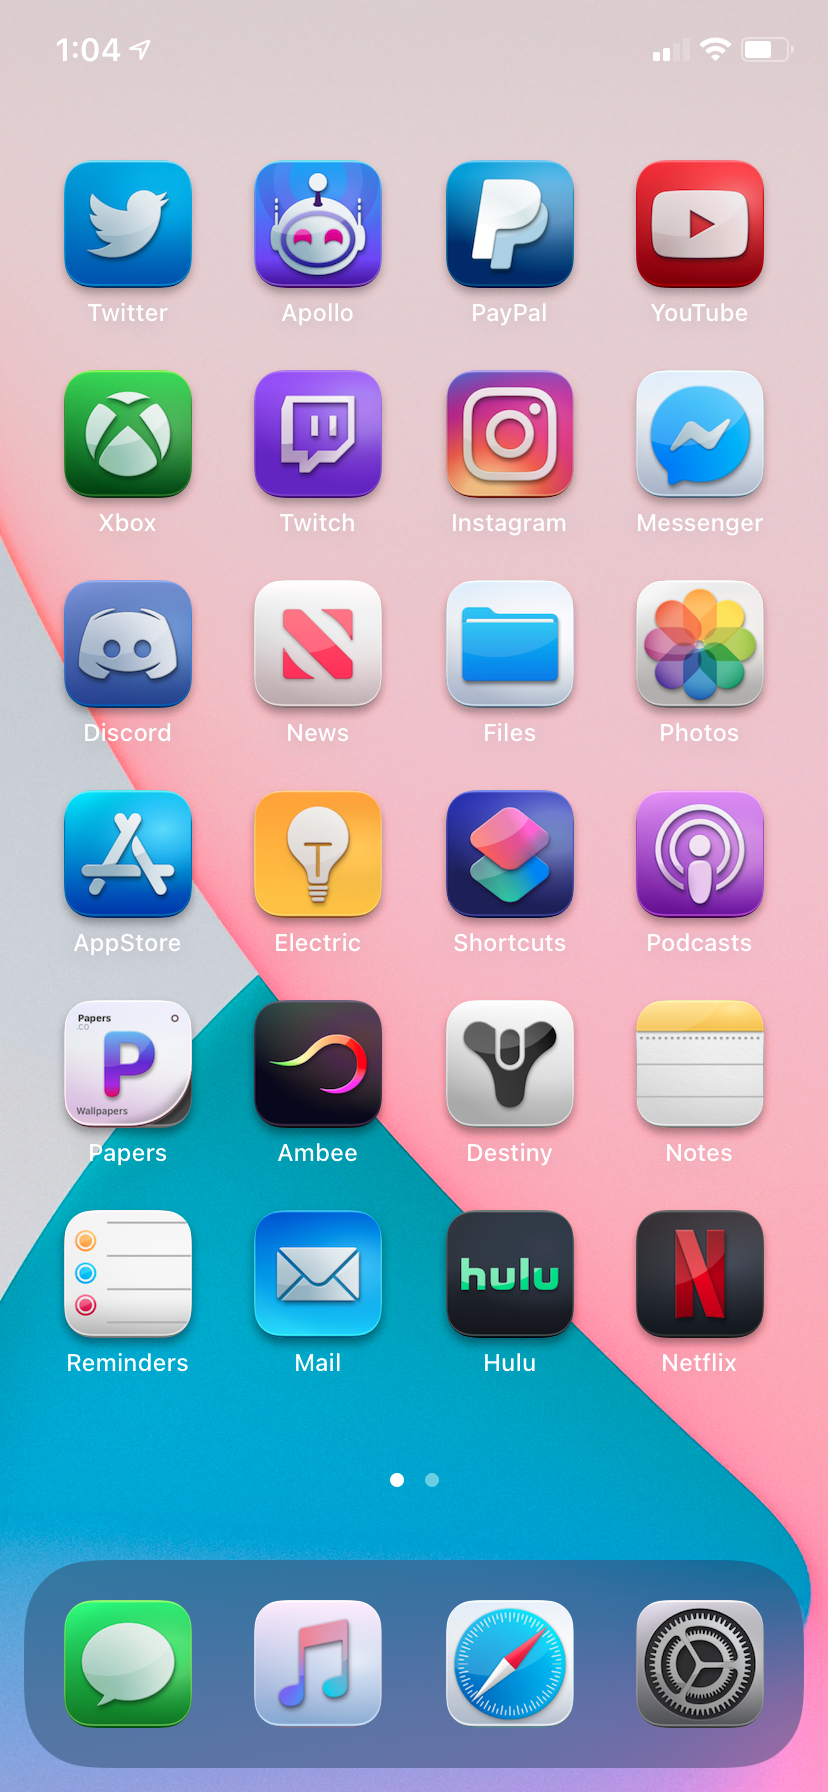 1:04
Twitter Apollo PayPal YouTube
Xbox Twitch Instagram Messenger
Discord News Files Photos
AppStore Electric Shortcuts Podcasts
Papers
.CO
P
Wallpapers
Papers Ambee Destiny Notes
hulu
Reminders Mail Hulu Netflix